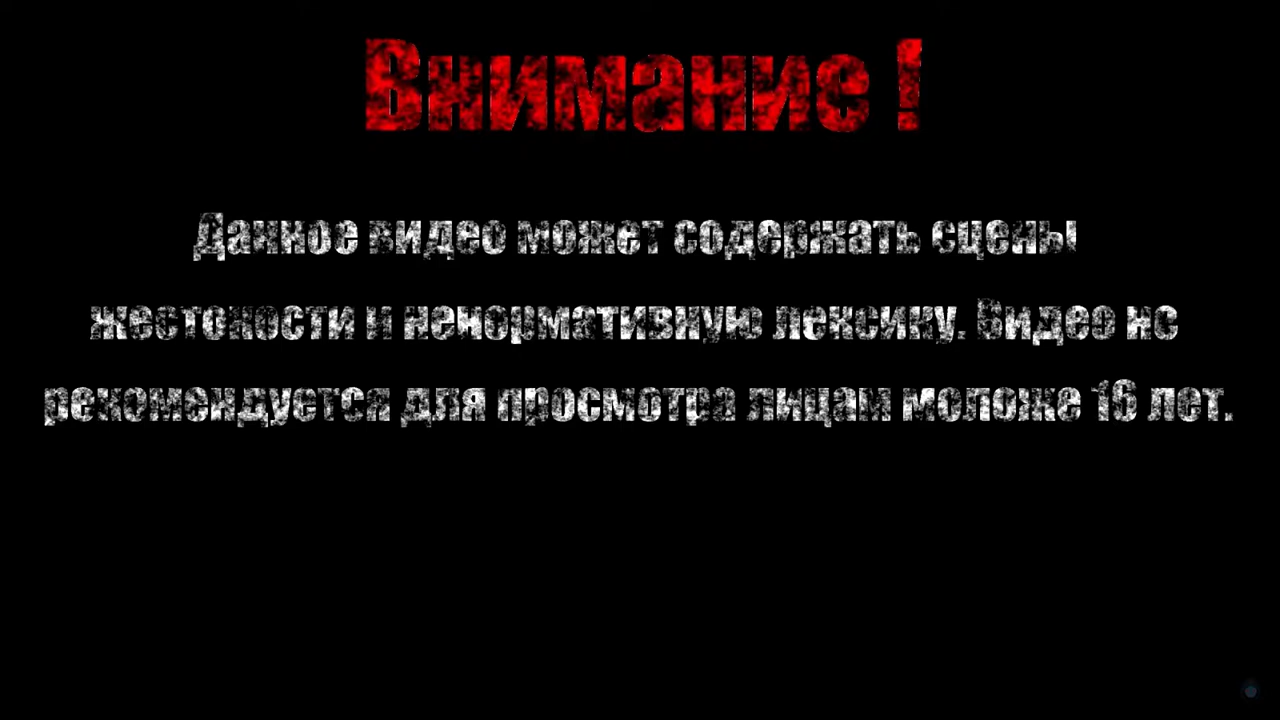 Внимание !
Данное видео может содержать сцены
жестокости и ненормативную лексику. Видео не
рекомендуется для просмотра лицам моложе 16 лет.